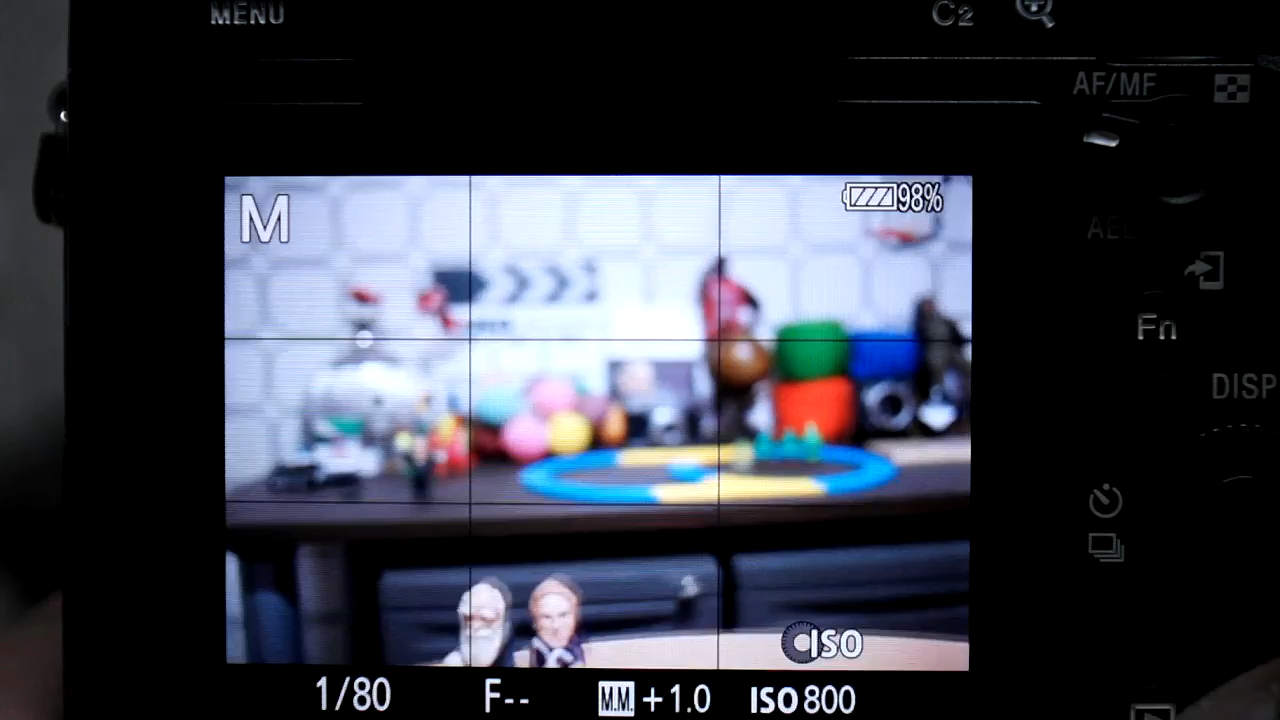 MENU
C2
AF/MF
M
98%
AEL
Fn
DISP
ISO
1/80 F-- M.M. +1.0 ISO 800